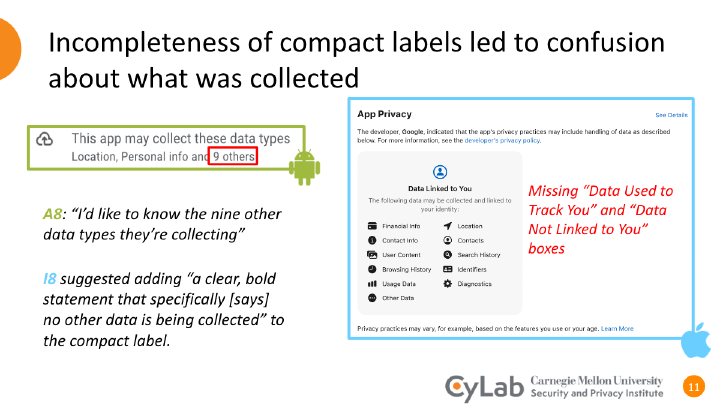 Incompleteness of compact labels led to confusion
about what was collected
This app may collect these data types
Location, Personal info and 9 others
A8: “I’d like to know the nine other
data types they’re collecting”
I8 suggested adding “a clear, bold
statement that specifically [says]
no other data is being collected” to
the compact label.
App Privacy
See Details
The developer, Google, indicated that the app's privacy practices may include handling of data as described
below. For more information, see the developer's privacy policy.
Data Linked to You
The following data may be collected and linked to
your identity:
Financial Info
Location
Contact Info
Contacts
User Content
Search History
Browsing History
Identifiers
Usage Data
Diagnostics
Other Data
Privacy practices may vary, for example, based on the features you use or your age. Learn More
Missing “Data Used to
Track You” and “Data
Not Linked to You”
boxes
CyLab
Carnegie Mellon University
Security and Privacy Institute
11